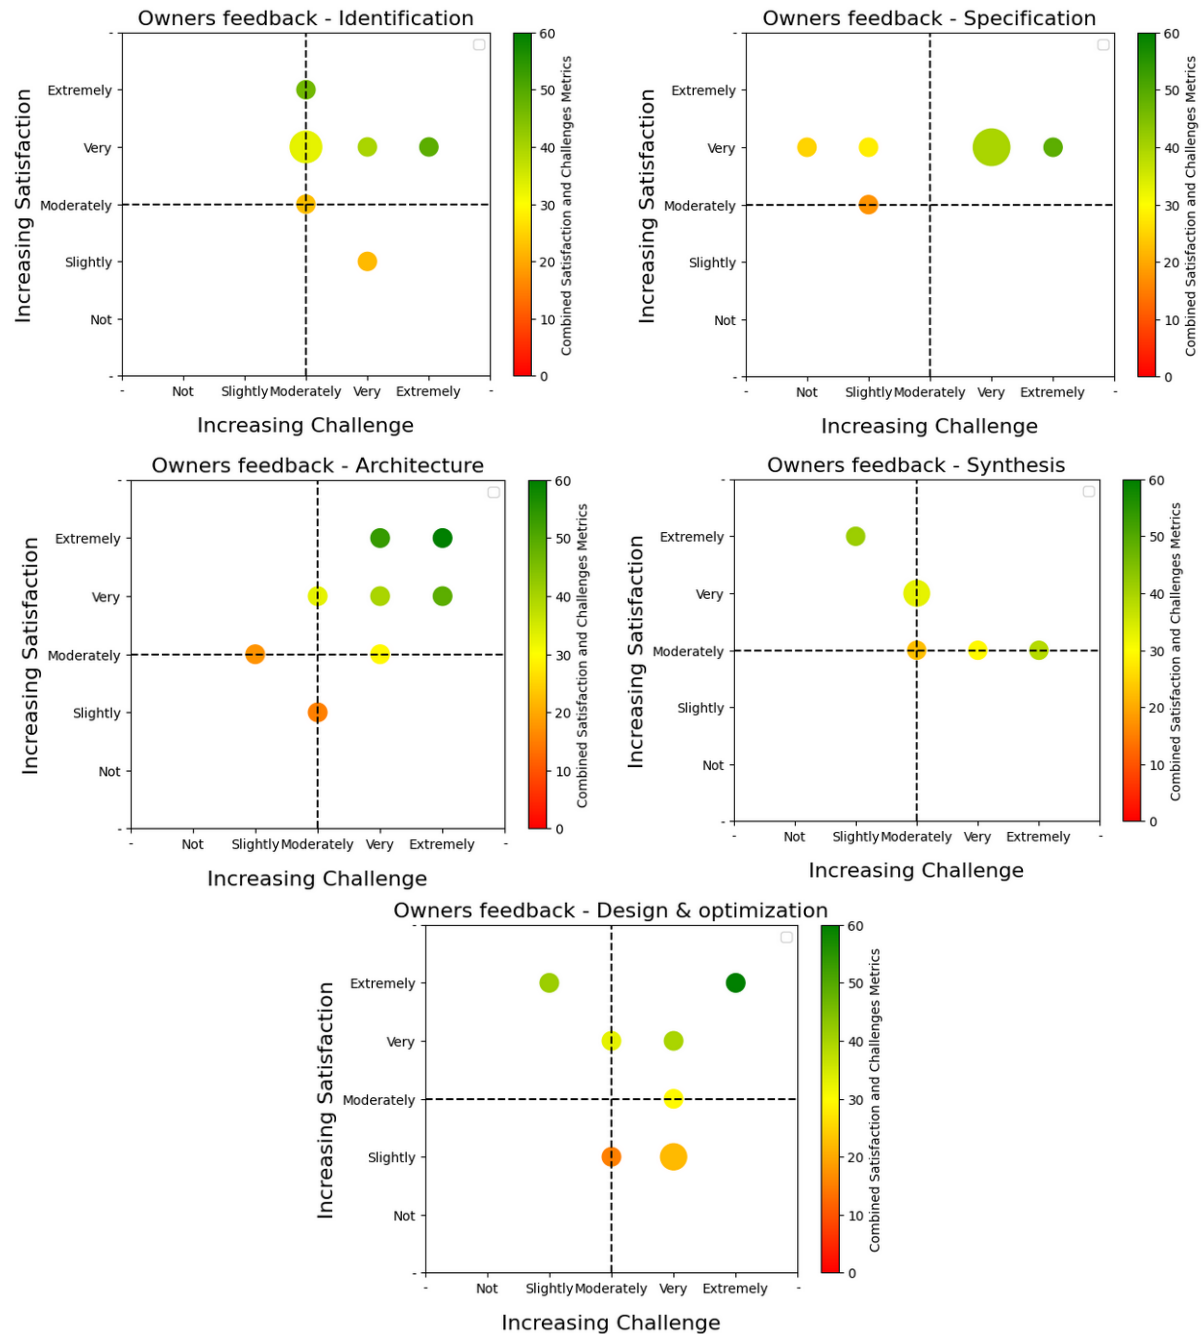 Owners feedback - Identification
Increasing Satisfaction
-
Extremely
Very
Moderately
Slightly
Not
-
- Not Slightly Moderately Very Extremely -
Increasing Challenge
60
50
40
30
20
10
0
Combined Satisfaction and Challenges Metrics
Owners feedback - Specification
Increasing Satisfaction
-
Extremely
Very
Moderately
Slightly
Not
-
- Not Slightly Moderately Very Extremely -
Increasing Challenge
60
50
40
30
20
10
0
Combined Satisfaction and Challenges Metrics
Owners feedback - Architecture
Increasing Satisfaction
-
Extremely
Very
Moderately
Slightly
Not
-
- Not Slightly Moderately Very Extremely -
Increasing Challenge
60
50
40
30
20
10
0
Combined Satisfaction and Challenges Metrics
Owners feedback - Synthesis
Increasing Satisfaction
-
Extremely
Very
Moderately
Slightly
Not
-
- Not Slightly Moderately Very Extremely -
Increasing Challenge
60
50
40
30
20
10
0
Combined Satisfaction and Challenges Metrics
Owners feedback - Design & optimization
Increasing Satisfaction
-
Extremely
Very
Moderately
Slightly
Not
-
- Not Slightly Moderately Very Extremely -
Increasing Challenge
60
50
40
30
20
10
0
Combined Satisfaction and Challenges Metrics